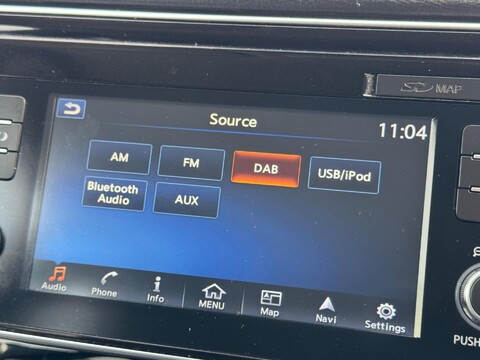 SD MAP
Source
11:04
AM
FM
DAB
USB/iPod
Bluetooth
Audio
AUX
Audio
Phone
Info
MENU
Map
Navi
Settings
PUSH